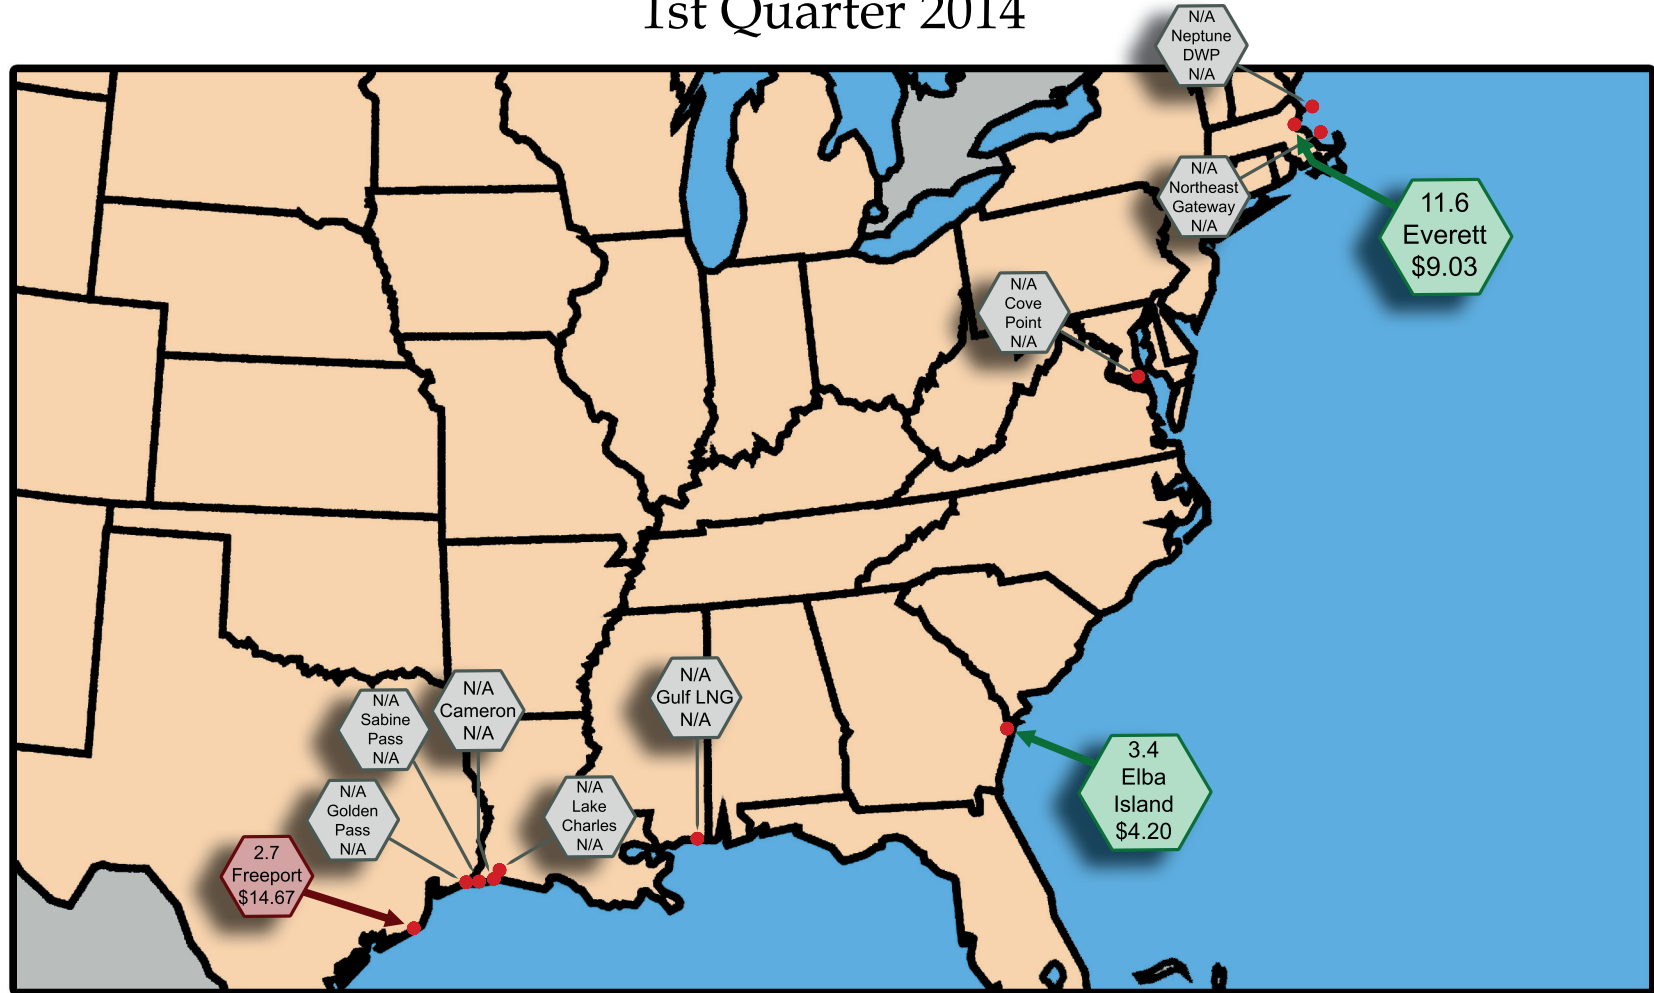 1st Quarter 2014
N/A
Neptune
DWP
N/A
N/A
Northeast
Gateway
N/A
11.6
Everett
$9.03
N/A
Cove
Point
N/A
N/A
Gulf LNG
N/A
N/A
Cameron
N/A
N/A
Sabine
Pass
N/A
N/A
Golden
Pass
N/A
N/A
Lake
Charles
N/A
3.4
Elba
Island
$4.20
2.7
Freeport
$14.67